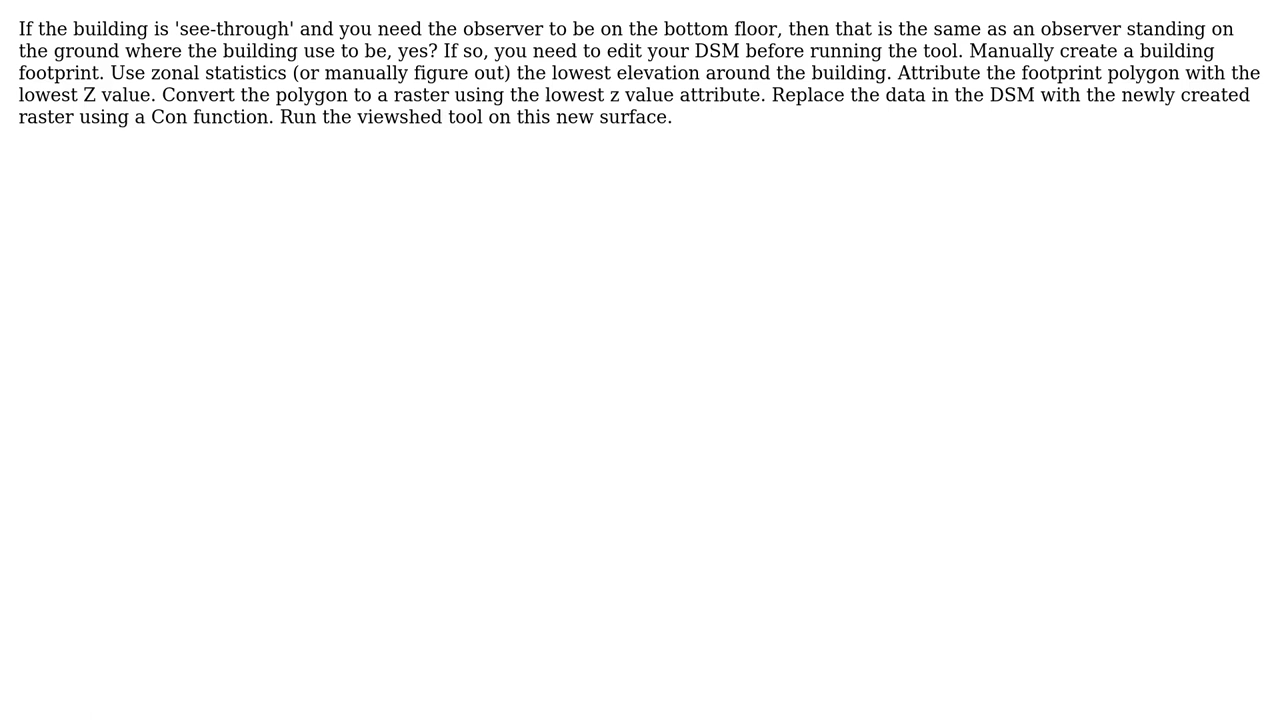 If the building is 'see-through' and you need the observer to be on the bottom floor, then that is the same as an observer standing on
the ground where the building use to be, yes? If so, you need to edit your DSM before running the tool. Manually create a building
footprint. Use zonal statistics (or manually figure out) the lowest elevation around the building. Attribute the footprint polygon with the
lowest Z value. Convert the polygon to a raster using the lowest z value attribute. Replace the data in the DSM with the newly created
raster using a Con function. Run the viewshed tool on this new surface.